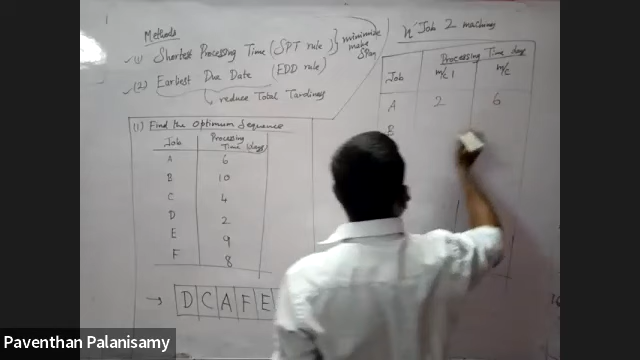 Methods
(1) Shortest Processing Time (SPT rule)
(2) Earliest Due Date (EDD rule)
minimise
make
span
reduce Total Tardiness
(1) Find the Optimum Sequence
Job Processing Time (days)
A 6
B 10
C 4
D 2
E 9
F 8
→ D C A F E
'n' Job 2 machines
Processing Time days
Job m/c 1 m/c
A 2 6
B
Paventhan Palanisamy